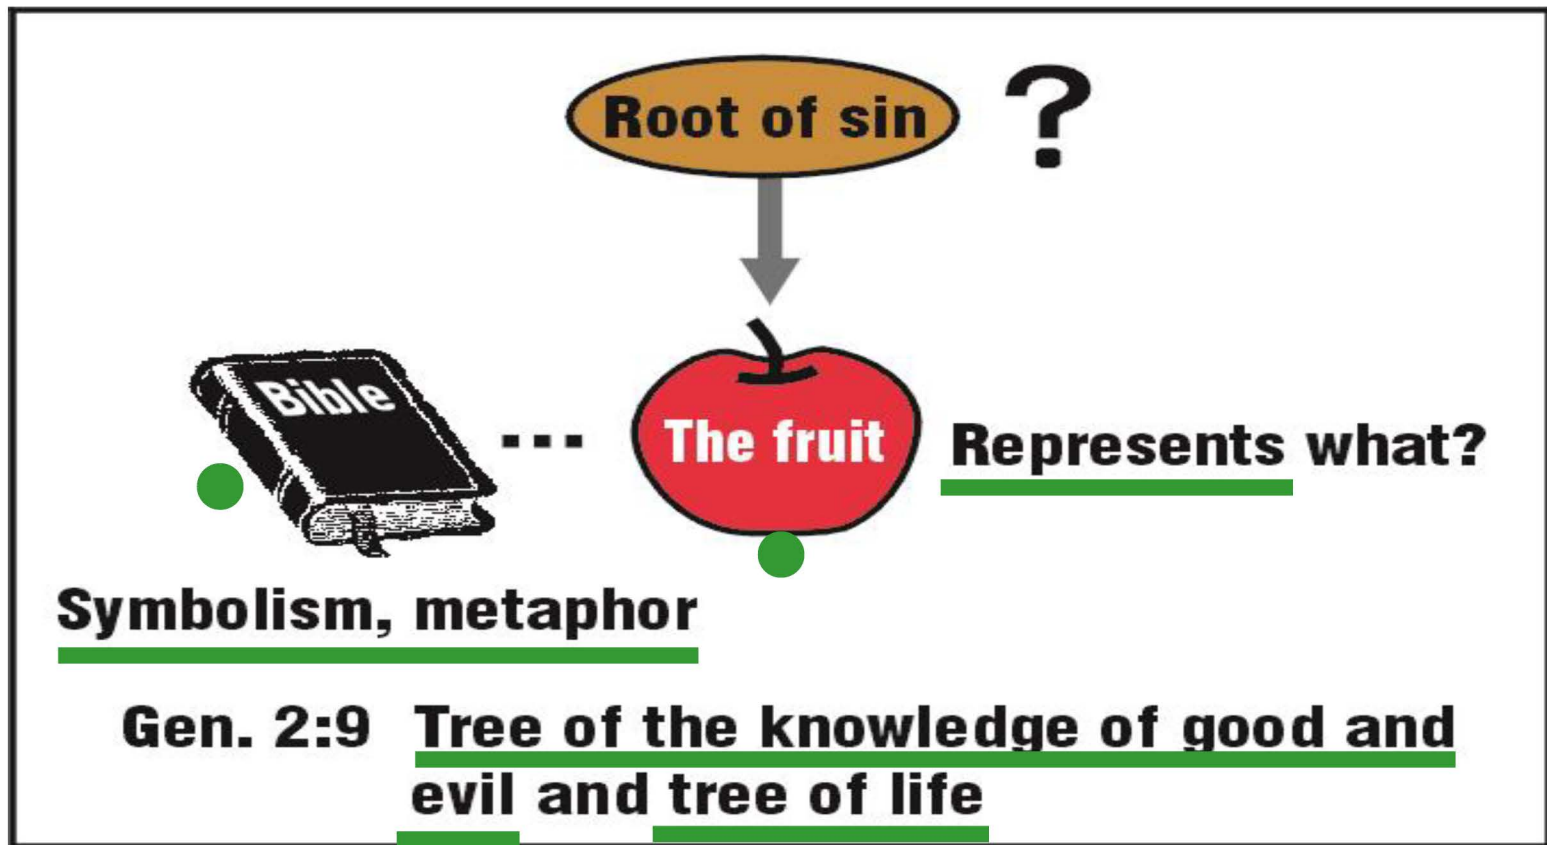 Root of sin ?
Bible
...
The fruit
Represents what?
Symbolism, metaphor
Gen. 2:9 Tree of the knowledge of good and
evil and tree of life